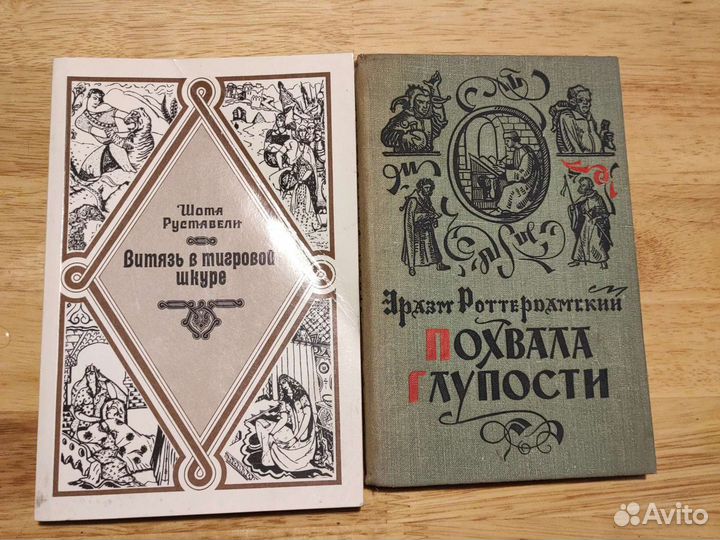 Шота
Руставели
Витязь в тигровой
шкуре
Эразм Роттердамский
Похвала
Глупости
Avito